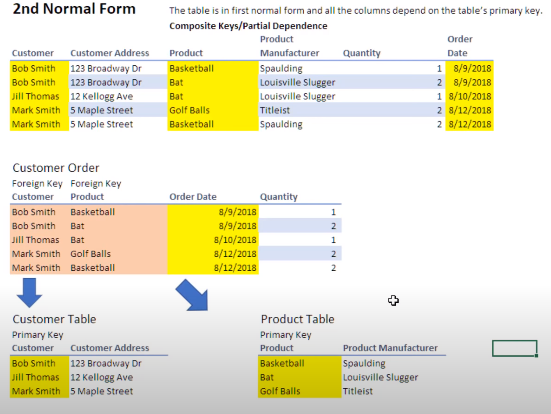 2nd Normal Form The table is in first normal form and all the columns depend on the table's primary key.
Composite Keys/Partial Dependence
Customer Customer Address Product Product Manufacturer Quantity Order Date
Bob Smith 123 Broadway Dr Basketball Spaulding 1 8/9/2018
Bob Smith 123 Broadway Dr Bat Louisville Slugger 2 8/9/2018
Jill Thomas 12 Kellogg Ave Bat Louisville Slugger 1 8/10/2018
Mark Smith 5 Maple Street Golf Balls Titleist 2 8/12/2018
Mark Smith 5 Maple Street Basketball Spaulding 2 8/12/2018
Customer Order
Foreign Key Foreign Key
Customer Product Order Date Quantity
Bob Smith Basketball 8/9/2018 1
Bob Smith Bat 8/9/2018 2
Jill Thomas Bat 8/10/2018 1
Mark Smith Golf Balls 8/12/2018 2
Mark Smith Basketball 8/12/2018 2
Customer Table Product Table
Primary Key Primary Key
Customer Customer Address Product Product Manufacturer
Bob Smith 123 Broadway Dr Basketball Spaulding
Jill Thomas 12 Kellogg Ave Bat Louisville Slugger
Mark Smith 5 Maple Street Golf Balls Titleist